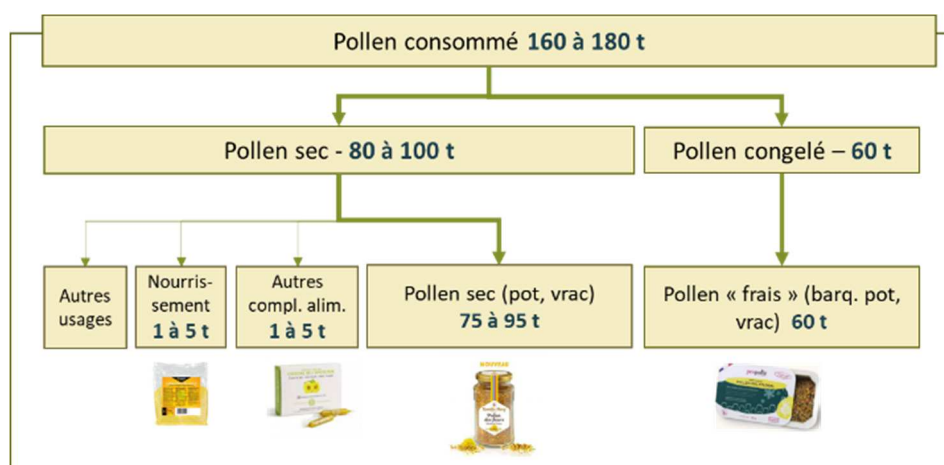 Pollen consommé 160 à 180 t
Pollen sec - 80 à 100 t
Pollen congelé – 60 t
Autres
usages
Nourris-
sement
1 à 5 t
Autres
compl. alim.
1 à 5 t
Pollen sec (pot, vrac)
75 à 95 t
Pollen « frais » (barq. pot,
vrac) 60 t
NOUVEAU